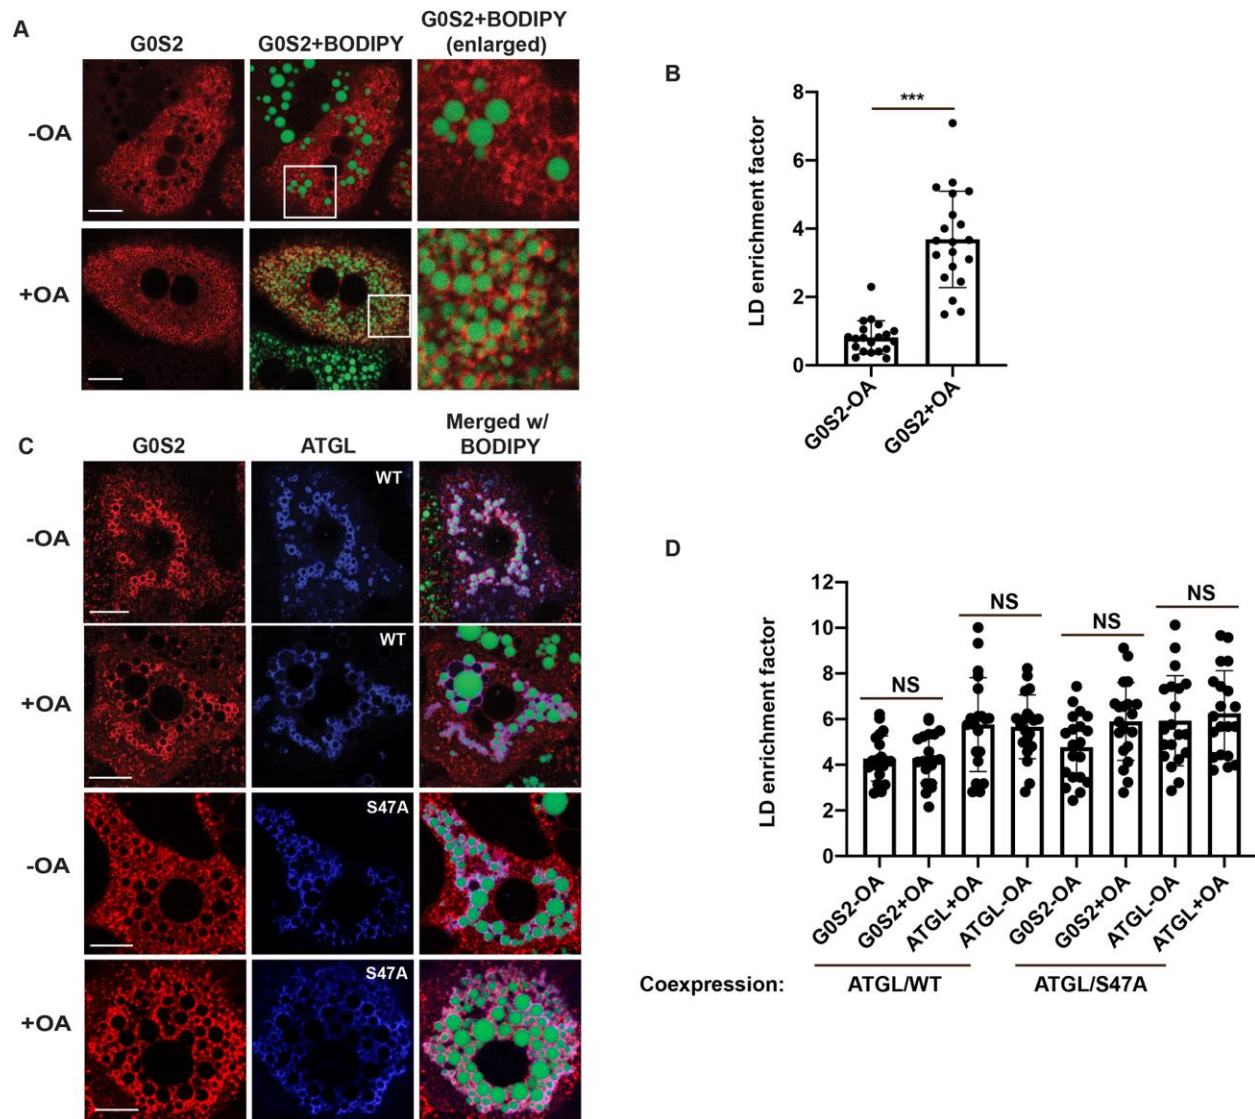 A
G0S2
G0S2+BODIPY
G0S2+BODIPY
(enlarged)
-OA
+OA
B
LD enrichment factor
8
6
4
2
0
***
G0S2-OA
G0S2+OA
C
G0S2
ATGL
Merged w/
BODIPY
-OA
WT
+OA
WT
-OA
S47A
+OA
S47A
D
LD enrichment factor
12
10
8
6
4
2
0
NS
NS
NS
NS
G0S2-OA
G0S2+OA
ATGL+OA
ATGL-OA
G0S2-OA
G0S2+OA
ATGL-OA
ATGL+OA
Coexpression:
ATGL/WT
ATGL/S47A